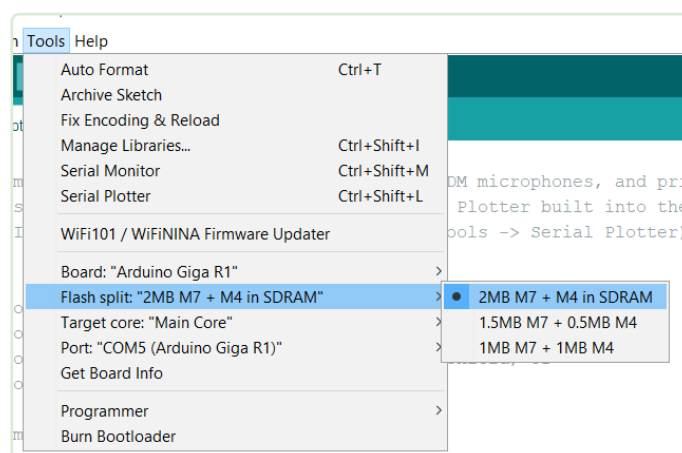 Tools Help
Auto Format Ctrl+T
Archive Sketch
Fix Encoding & Reload
Manage Libraries... Ctrl+Shift+I
Serial Monitor Ctrl+Shift+M
Serial Plotter Ctrl+Shift+L
WiFi101 / WiFiNINA Firmware Updater
Board: "Arduino Giga R1"
Flash split: "2MB M7 + M4 in SDRAM"
Target core: "Main Core"
Port: "COM5 (Arduino Giga R1)"
Get Board Info
Programmer
Burn Bootloader
DM microphones, and pri
Plotter built into the
ools -> Serial Plotter)
2MB M7 + M4 in SDRAM
1.5MB M7 + 0.5MB M4
1MB M7 + 1MB M4